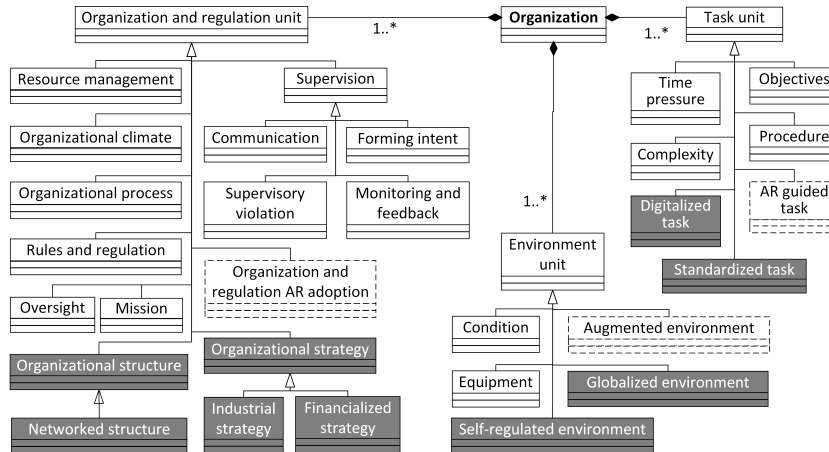 Organization and regulation unit
1..*
Organization
1..*
Task unit
Resource management
Supervision
Time
pressure
Objectives
Organizational climate
Communication
Forming intent
Complexity
Procedure
Organizational process
Supervisory
violation
Monitoring and
feedback
1..*
Digitalized
task
AR guided
task
Rules and regulation
Organization and
regulation AR adoption
Environment
unit
Standardized task
Oversight
Mission
Condition
Augmented environment
Organizational structure
Organizational strategy
Equipment
Globalized environment
Networked structure
Industrial
strategy
Financialized
strategy
Self-regulated environment